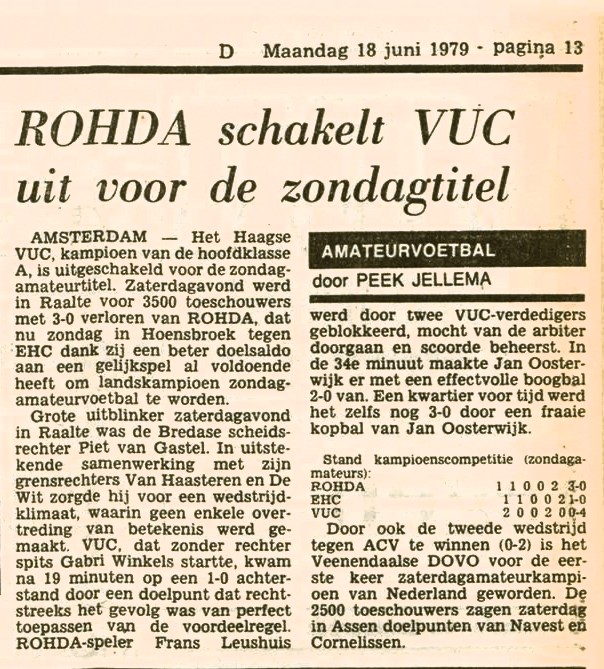 D Maandag 18 juni 1979 - pagina 13
ROHDA schakelt VUC
uit voor de zondagtitel
AMSTERDAM — Het Haagse
VUC, kampioen van de hoofdklasse
A, is uitgeschakeld voor de zondag-
amateurtitel. Zaterdagavond werd
in Raalte voor 3500 toeschouwers
met 3-0 verloren van ROHDA, dat
nu zondag in Hoensbroek tegen
EHC dank zij een beter doelsaldo
aan een gelijkspel al voldoende
heeft om landskampioen zondag-
amateurvoetbal te worden.
Grote uitblinker zaterdagavond
in Raalte was de Bredase scheids-
rechter Piet van Gastel. In uitste-
kende samenwerking met zijn
grensrechters Van Haasteren en De
Wit zorgde hij voor een wedstrijd-
klimaat, waarin geen enkele over-
treding van betekenis werd ge-
maakt. VUC, dat zonder rechter
spits Gabri Winkels startte, kwam
na 19 minuten op een 1-0 achter-
stand door een doelpunt dat recht-
streeks het gevolg was van perfect
toepassen van de voordeelregel.
ROHDA-speler Frans Leushuis
AMATEURVOETBAL
door PEEK JELLEMA
werd door twee VUC-verdedigers
geblokkeerd, mocht van de arbiter
doorgaan en scoorde beheerst. In
de 34e minuut maakte Jan Ooster-
wijk er met een effectvolle boogbal
2-0 van. Een kwartier voor tijd werd
het zelfs nog 3-0 door een fraaie
kopbal van Jan Oosterwijk.
Stand kampioenscompetitie (zondaga-
mateurs):
ROHDA 1 1 0 0 2 3-0
EHC 1 1 0 0 2 1-0
VUC 2 0 0 2 0 0-4
Door ook de tweede wedstrijd
tegen ACV te winnen (0-2) is het
Veenendaalse DOVO voor de eer-
ste keer zaterdagamateurkampi-
oen van Nederland geworden. De
2500 toeschouwers zagen zaterdag
in Assen doelpunten van Navest en
Cornelissen.